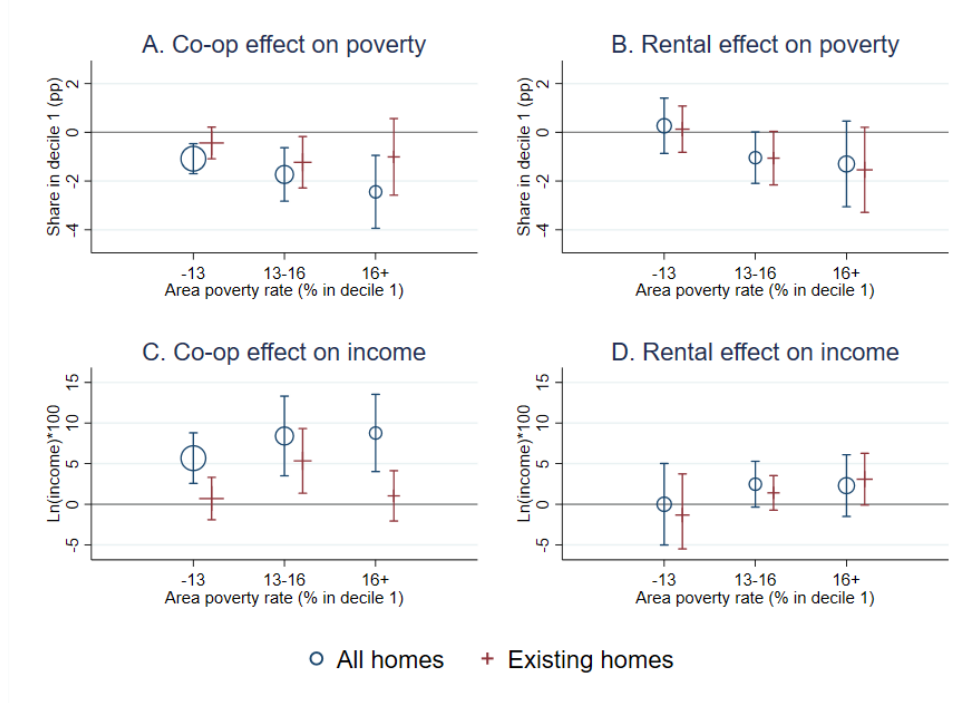 A. Co-op effect on poverty
Share in decile 1 (pp)
2
0
-2
-4
-13 13-16 16+
Area poverty rate (% in decile 1)
B. Rental effect on poverty
Share in decile 1 (pp)
2
0
-2
-4
-13 13-16 16+
Area poverty rate (% in decile 1)
C. Co-op effect on income
Ln(income)*100
15
10
5
0
-5
-13 13-16 16+
Area poverty rate (% in decile 1)
D. Rental effect on income
Ln(income)*100
15
10
5
0
-5
-13 13-16 16+
Area poverty rate (% in decile 1)
All homes Existing homes